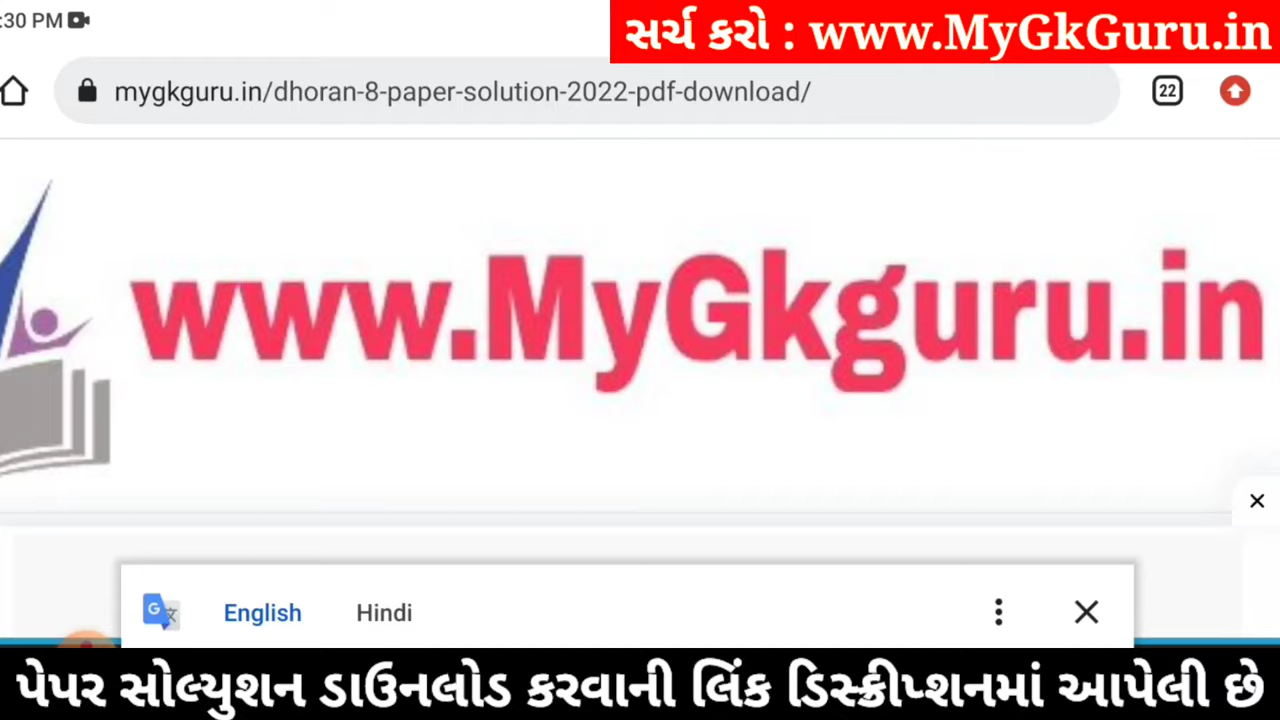 :30 PM
સર્ચ કરો : www.MyGkGuru.in
mygkguru.in/dhoran-8-paper-solution-2022-pdf-download/
22
www.MyGkguru.in
G English Hindi
પેપર સોલ્યુશન ડાઉનલોડ કરવાની લિંક ડિસ્ક્રીપ્શનમાં આપેલી છે